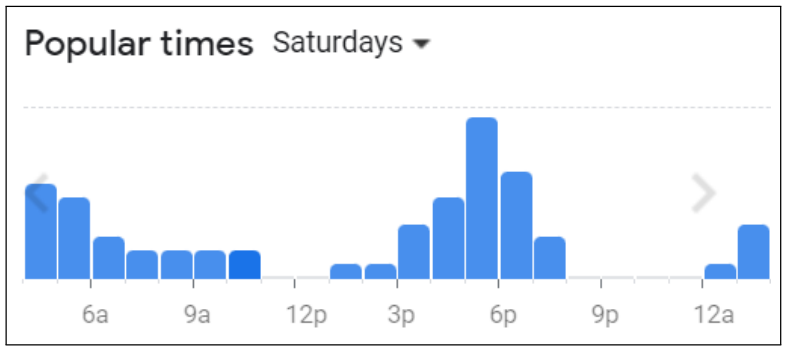 Popular times Saturdays
6a 9a 12p 3p 6p 9p 12a